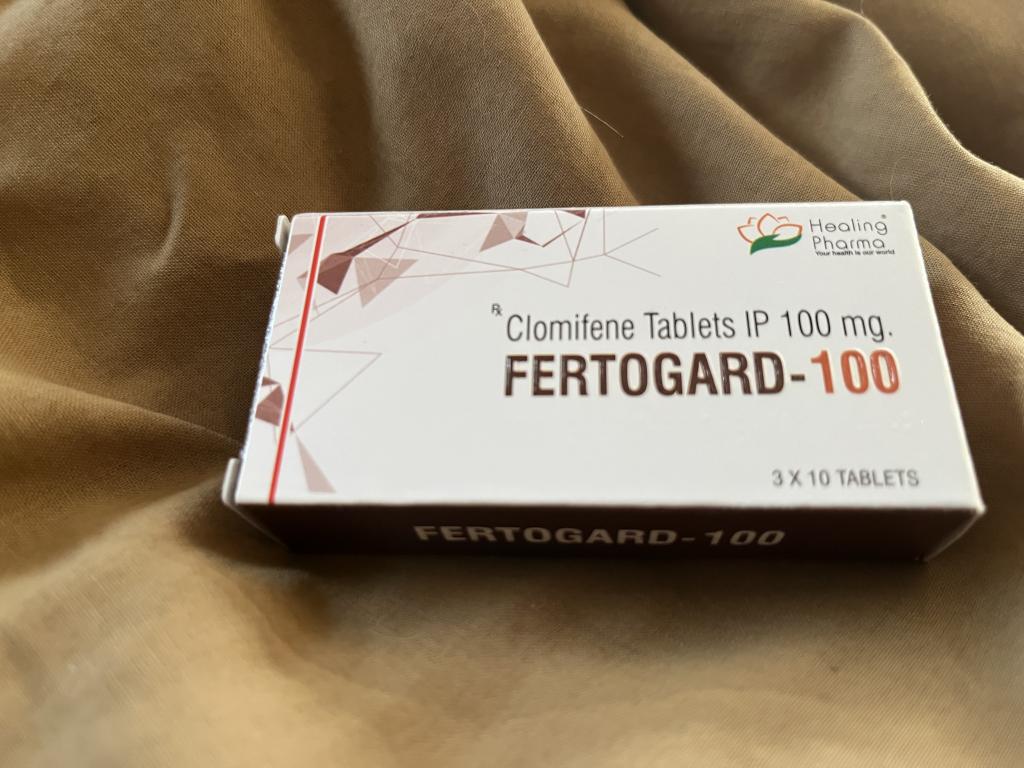 Healing®
Pharma
Your health is our world
Rx Clomifene Tablets IP 100 mg.
FERTOGARD-100
3 X 10 TABLETS
FERTOGARD-100